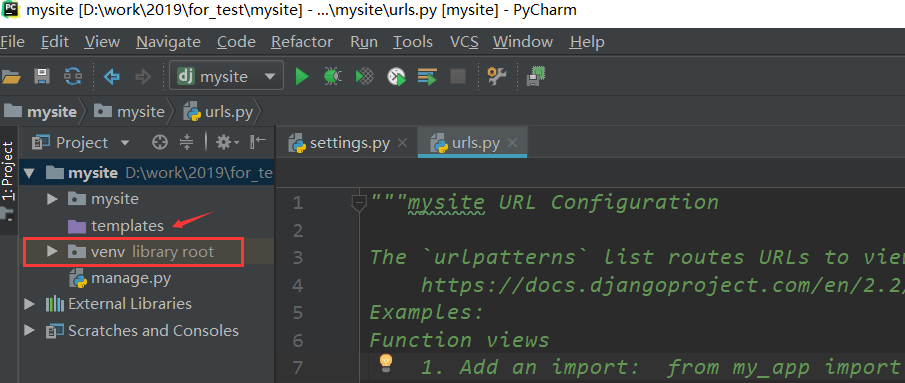 PC mysite [D:\work\2019\for_test\mysite] - ...\mysite\urls.py [mysite] - PyCharm
File Edit View Navigate Code Refactor Run Tools VCS Window Help
dj mysite
mysite mysite urls.py
1: Project
Project
settings.py urls.py
mysite D:\work\2019\for_te
mysite
templates
venv library root
manage.py
External Libraries
Scratches and Consoles
1 """mysite URL Configuration
2
3 The `urlpatterns` list routes URLs to view
4 https://docs.djangoproject.com/en/2.2/
5 Examples:
6 Function views
7 1. Add an import: from my_app import